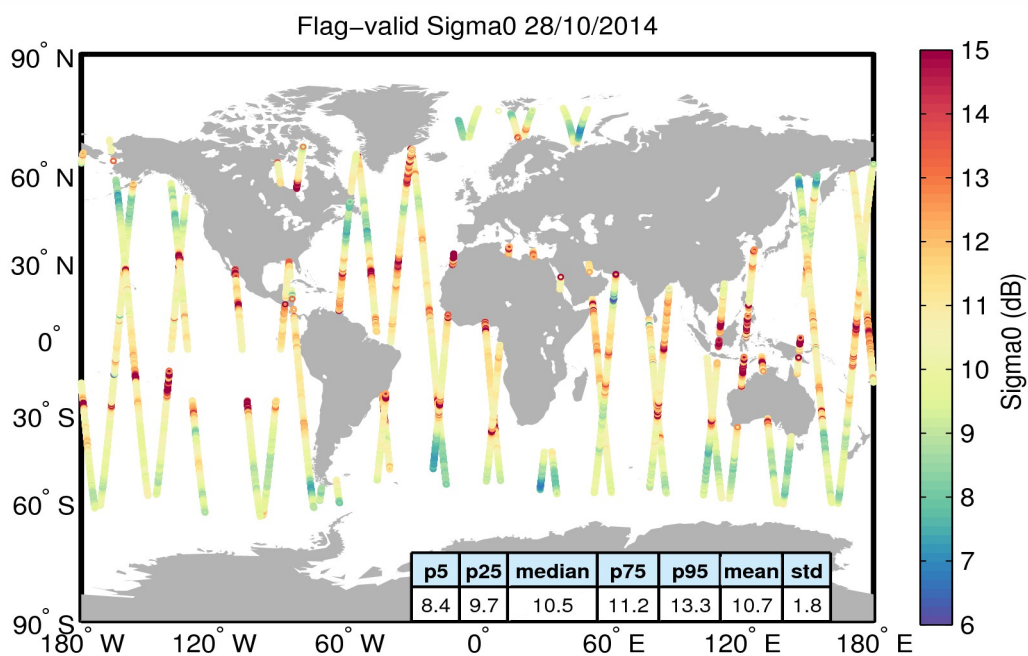 Flag−valid Sigma0 28/10/2014
90° N
60° N
30° N
0°
30° S
60° S
90° S
180° W 120° W 60° W 0° 60° E 120° E 180° E
15
14
13
12
11
10
9
8
7
6
Sigma0 (dB)
p5 p25 median p75 p95 mean std
8.4 9.7 10.5 11.2 13.3 10.7 1.8